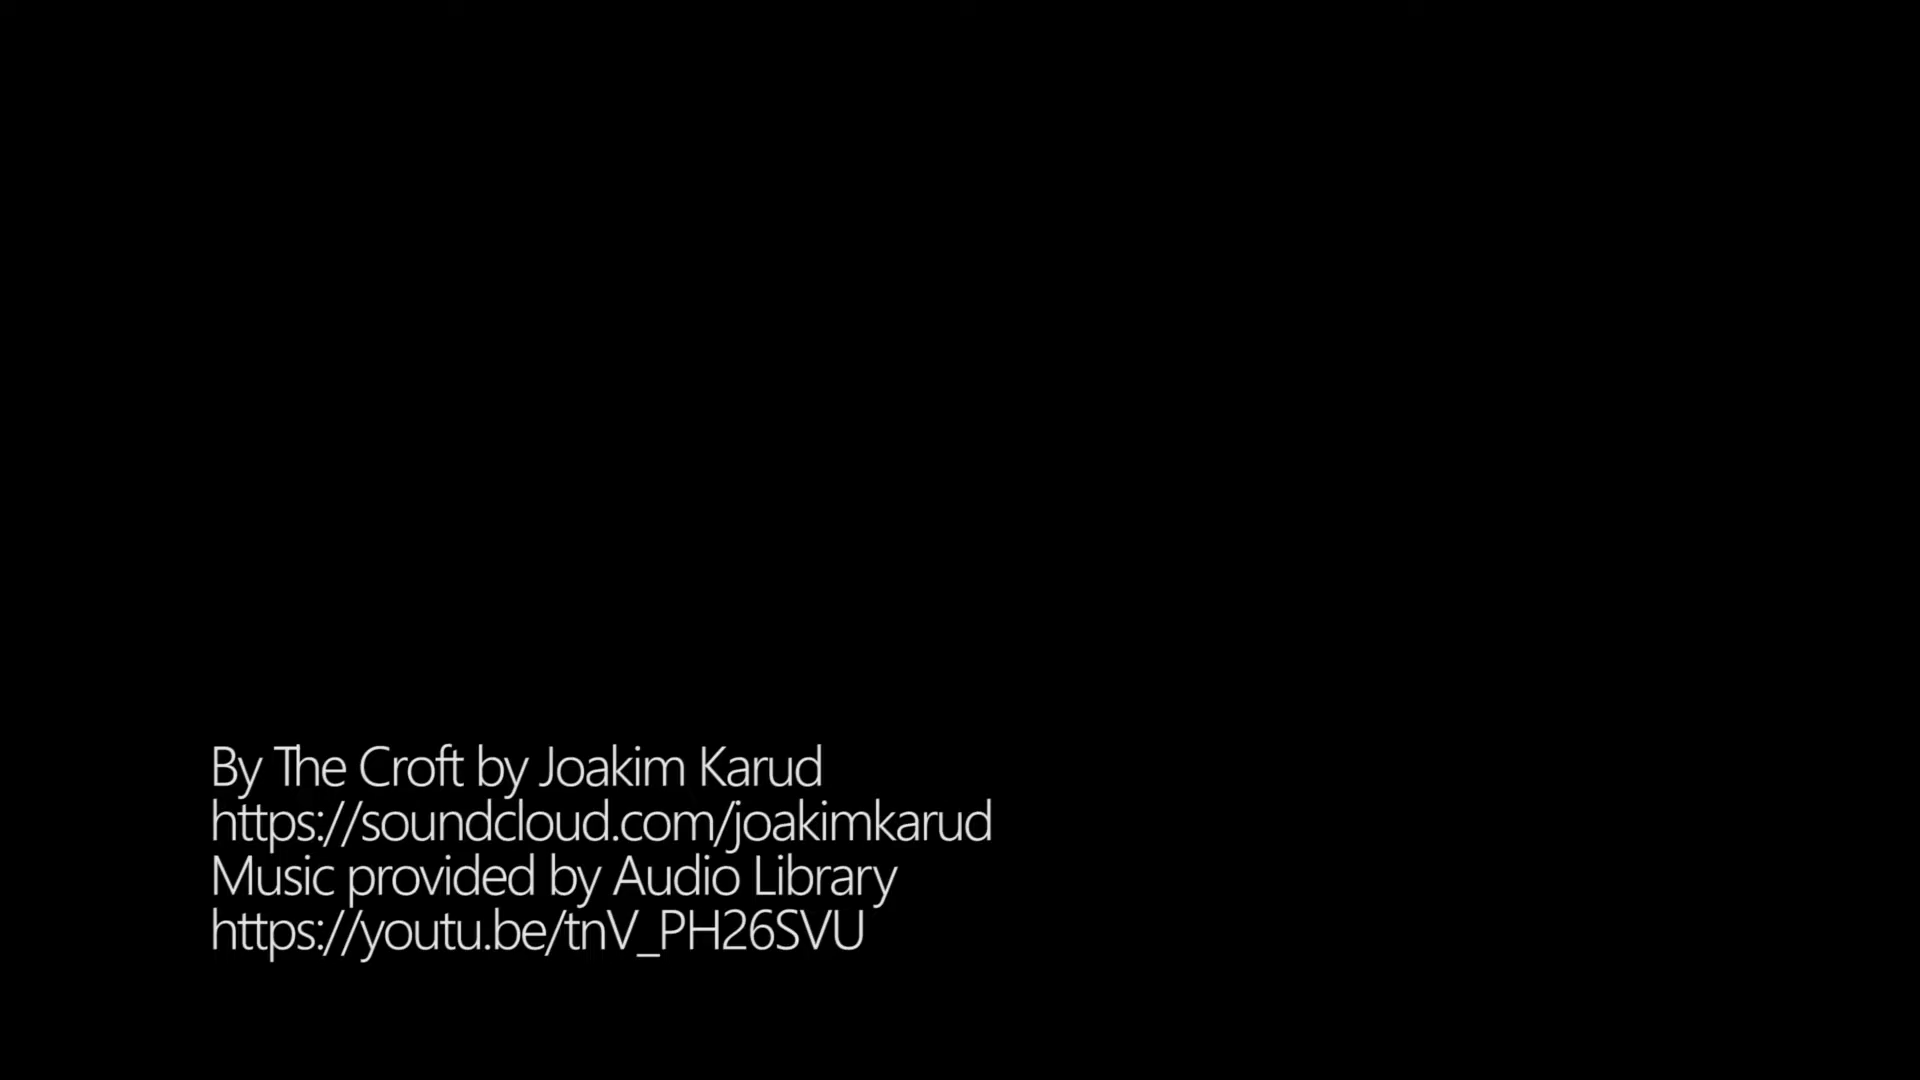 By The Croft by Joakim Karud
https://soundcloud.com/joakimkarud
Music provided by Audio Library
https://youtu.be/tnV_PH26SVU